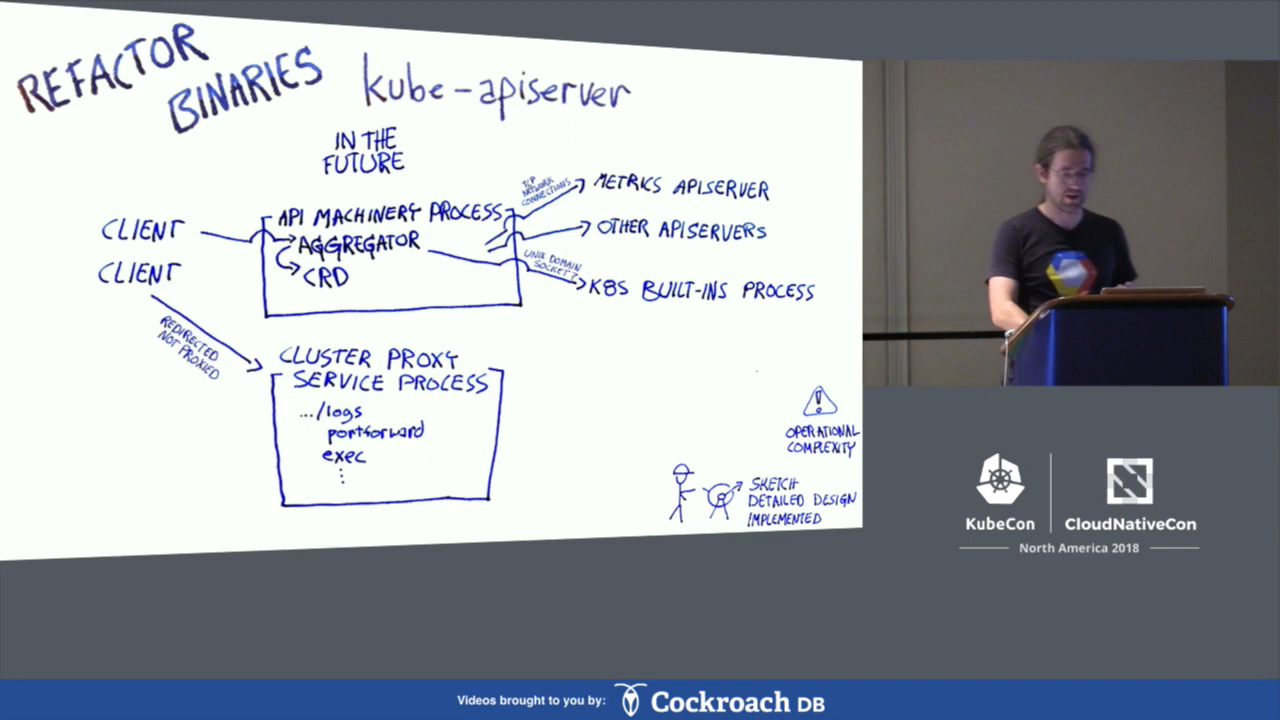 REFACTOR
BINARIES
kube-apiserver
IN THE
FUTURE
CLIENT
CLIENT
API MACHINERY PROCESS
AGGREGATOR
CRD
TCP
NETWORK
CONNECTIONS
METRICS APISERVER
OTHER APISERVERS
UNIX DOMAIN
SOCKET?
K8S BUILT-INS PROCESS
REDIRECTED
NOT PROXIED
CLUSTER PROXY
SERVICE PROCESS
.../logs
portforward
exec
⋮
OPERATIONAL
COMPLEXITY
SKETCH
DETAILED DESIGN
IMPLEMENTED
KubeCon
CloudNativeCon
North America 2018
Videos brought to you by:
Cockroach DB